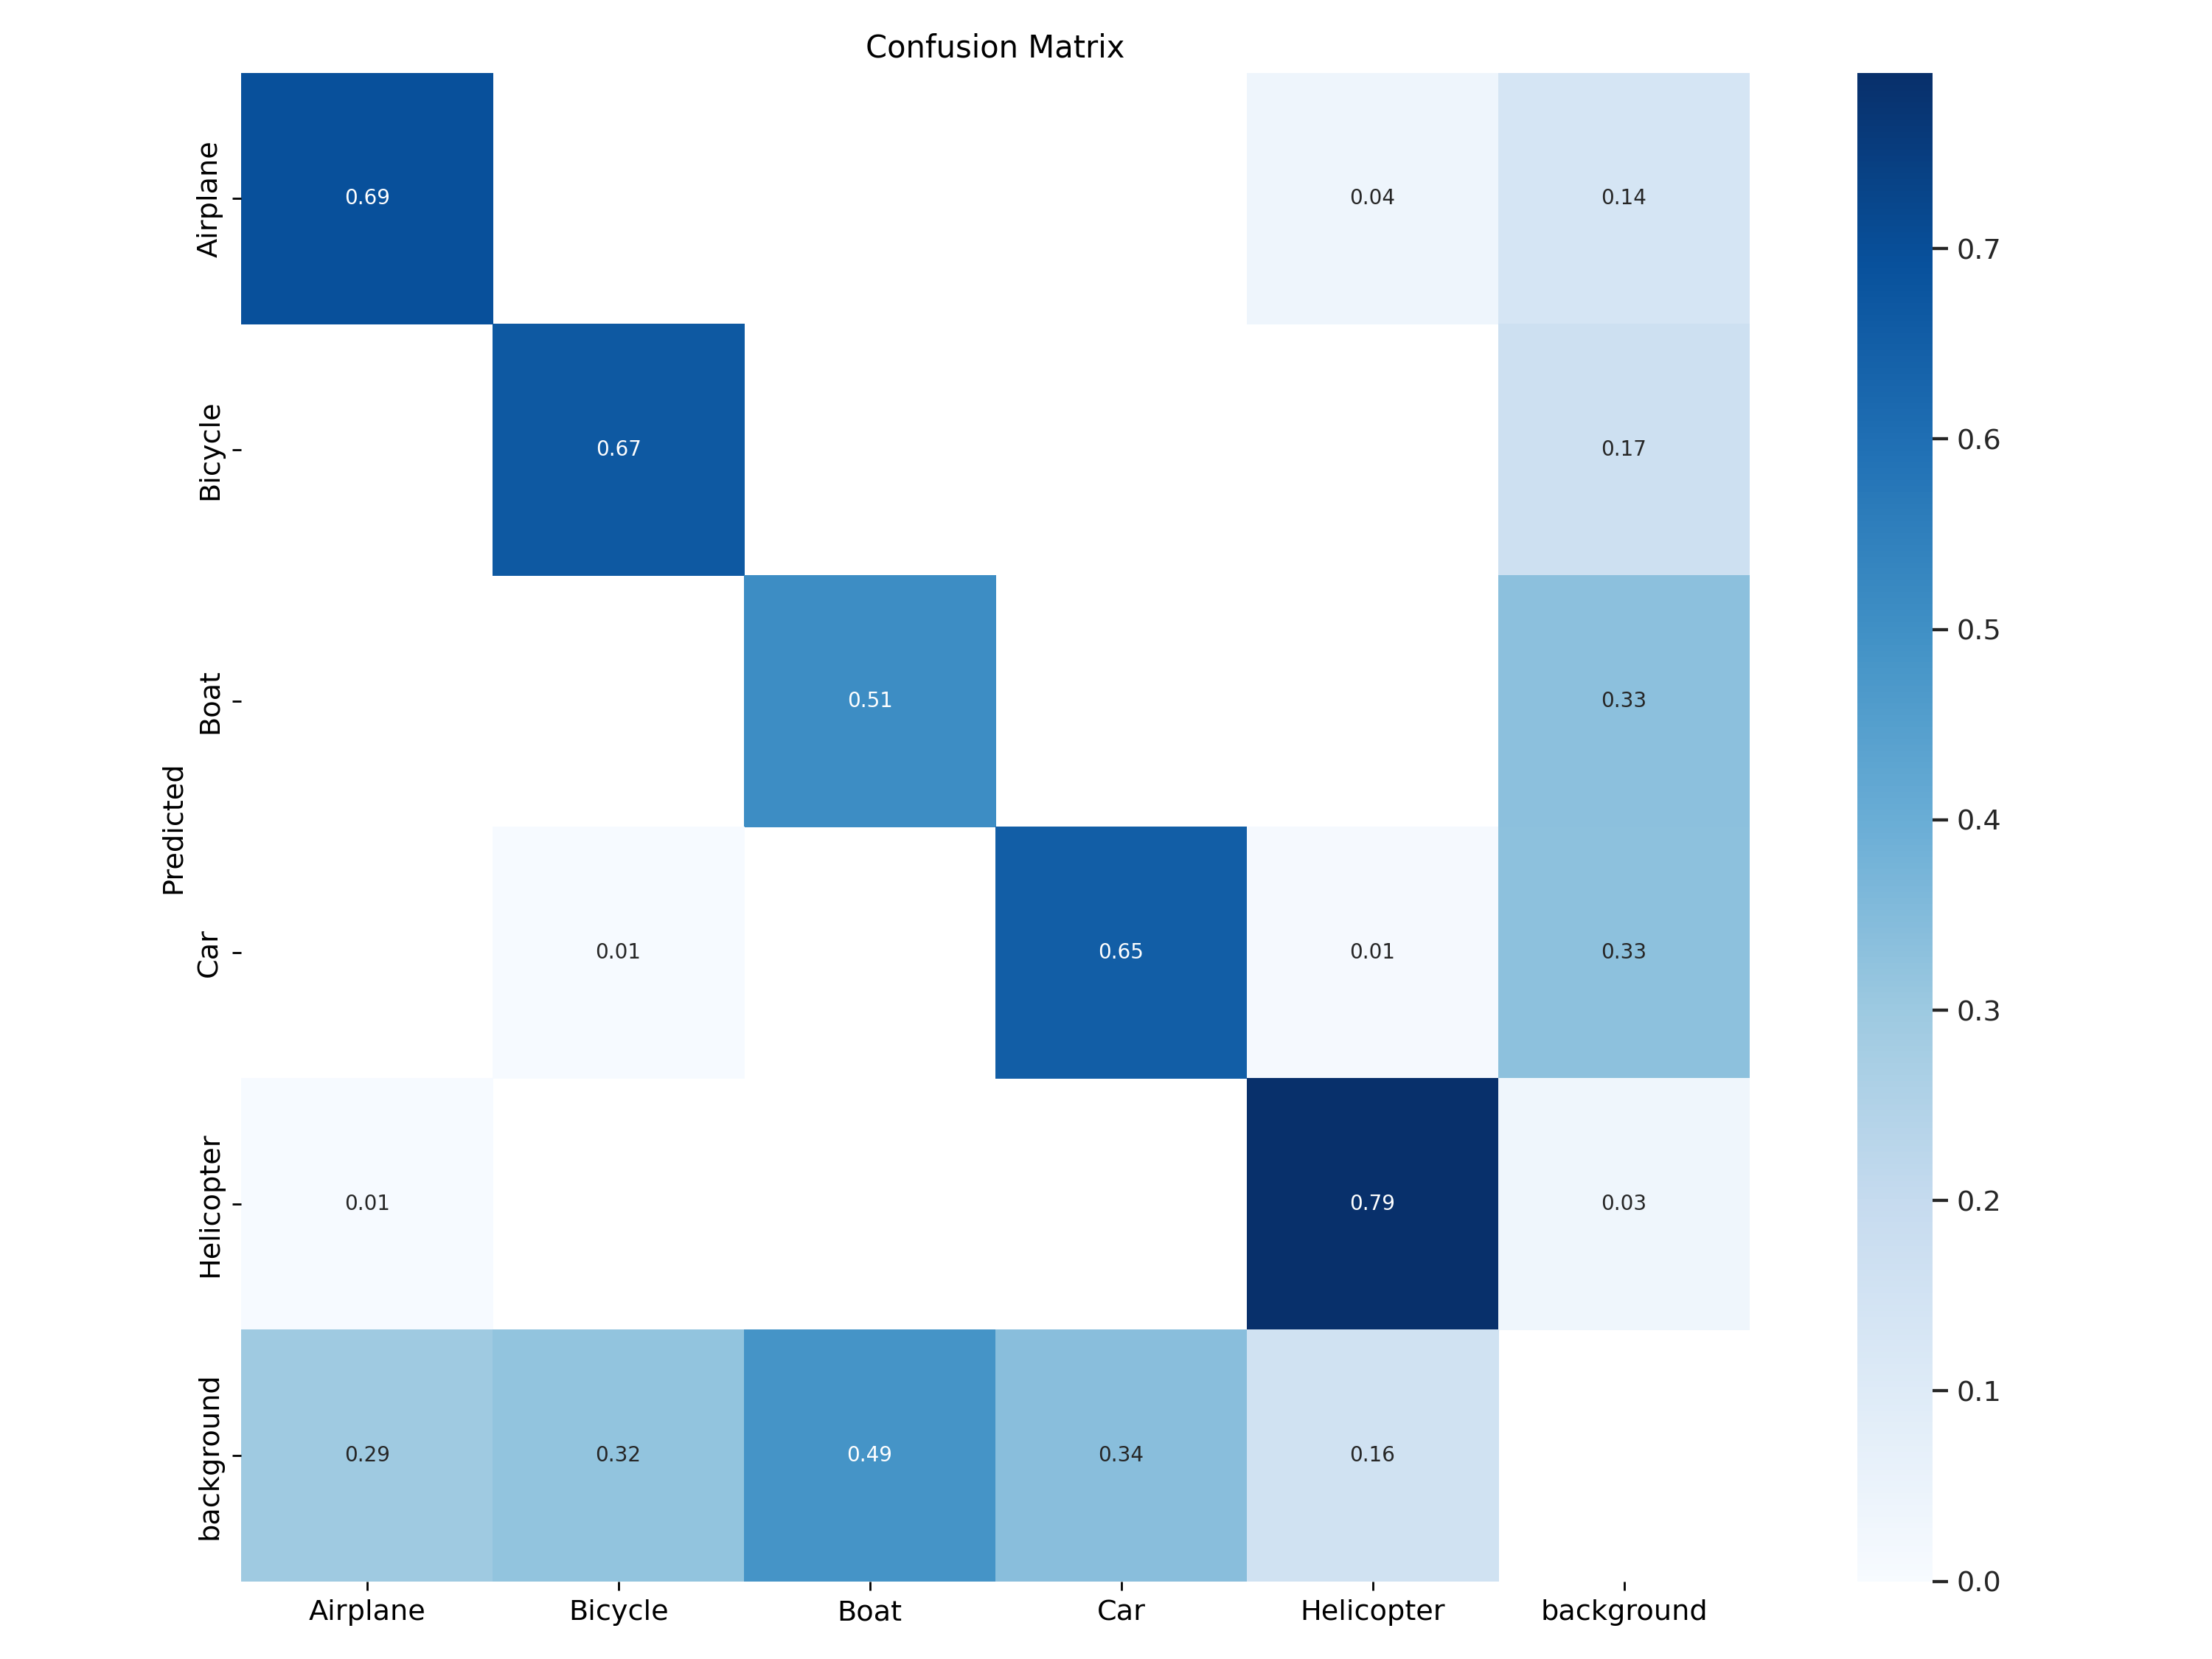 Confusion Matrix
Airplane 0.69 0.04 0.14
Bicycle 0.67 0.17
Boat 0.51 0.33
Car 0.01 0.65 0.01 0.33
Helicopter 0.01 0.79 0.03
background 0.29 0.32 0.49 0.34 0.16
Predicted
Airplane Bicycle Boat Car Helicopter background
0.7
0.6
0.5
0.4
0.3
0.2
0.1
0.0